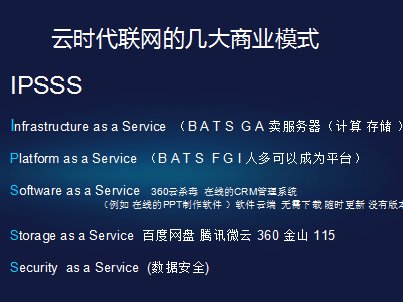 云时代联网的几大商业模式
IPSSS
Infrastructure as a Service （ B A T S G A 卖服务器（ 计算 存储 ）
Platform as a Service （ B A T S F G I 人多可以成为平台）
Software as a Service 360云杀毒 在线的CRM管理系统
（例如 在线的PPT制作软件 ）软件云端 无需下载 随时更新 没有版本
Storage as a Service 百度网盘 腾讯微云 360 金山 115
Security as a Service (数据安全)